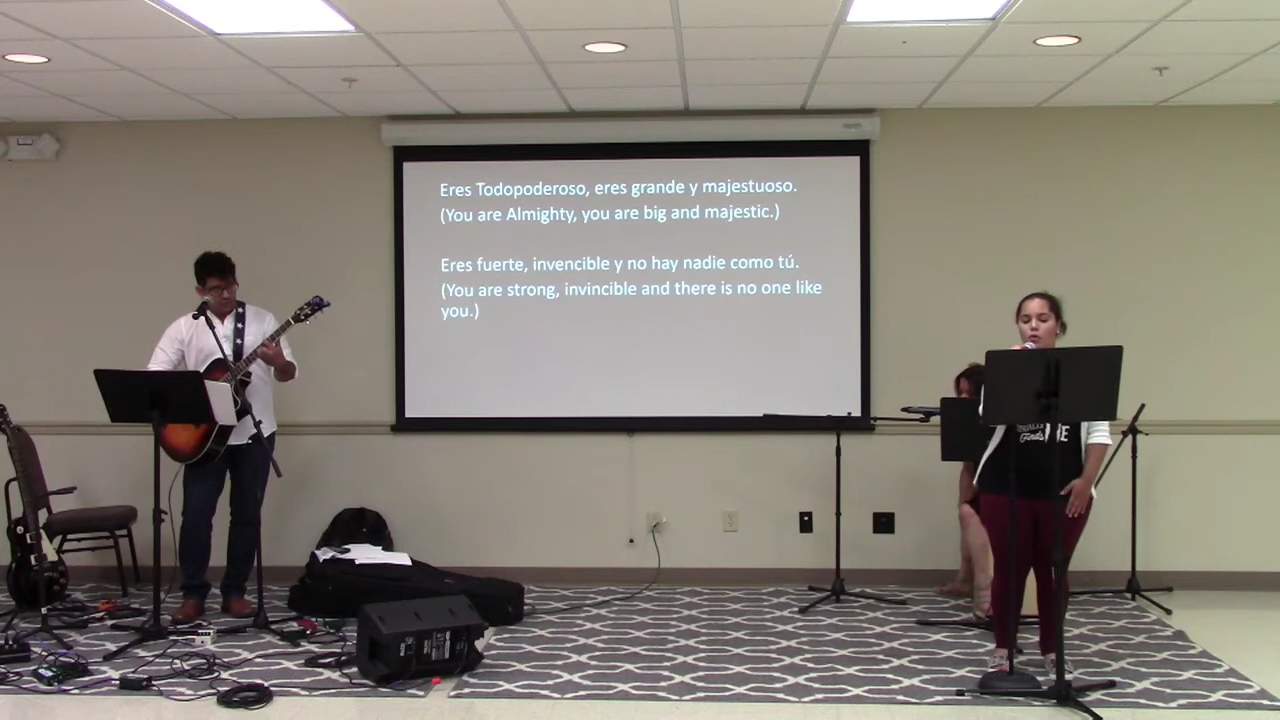 Eres Todopoderoso, eres grande y majestuoso.
(You are Almighty, you are big and majestic.)
Eres fuerte, invencible y no hay nadie como tú.
(You are strong, invincible and there is no one like
you.)